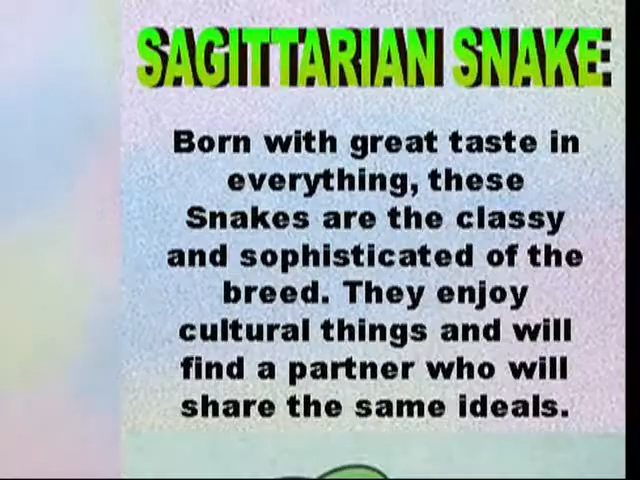 SAGITTARIAN SNAKE
Born with great taste in
everything, these
Snakes are the classy
and sophisticated of the
breed. They enjoy
cultural things and will
find a partner who will
share the same ideals.